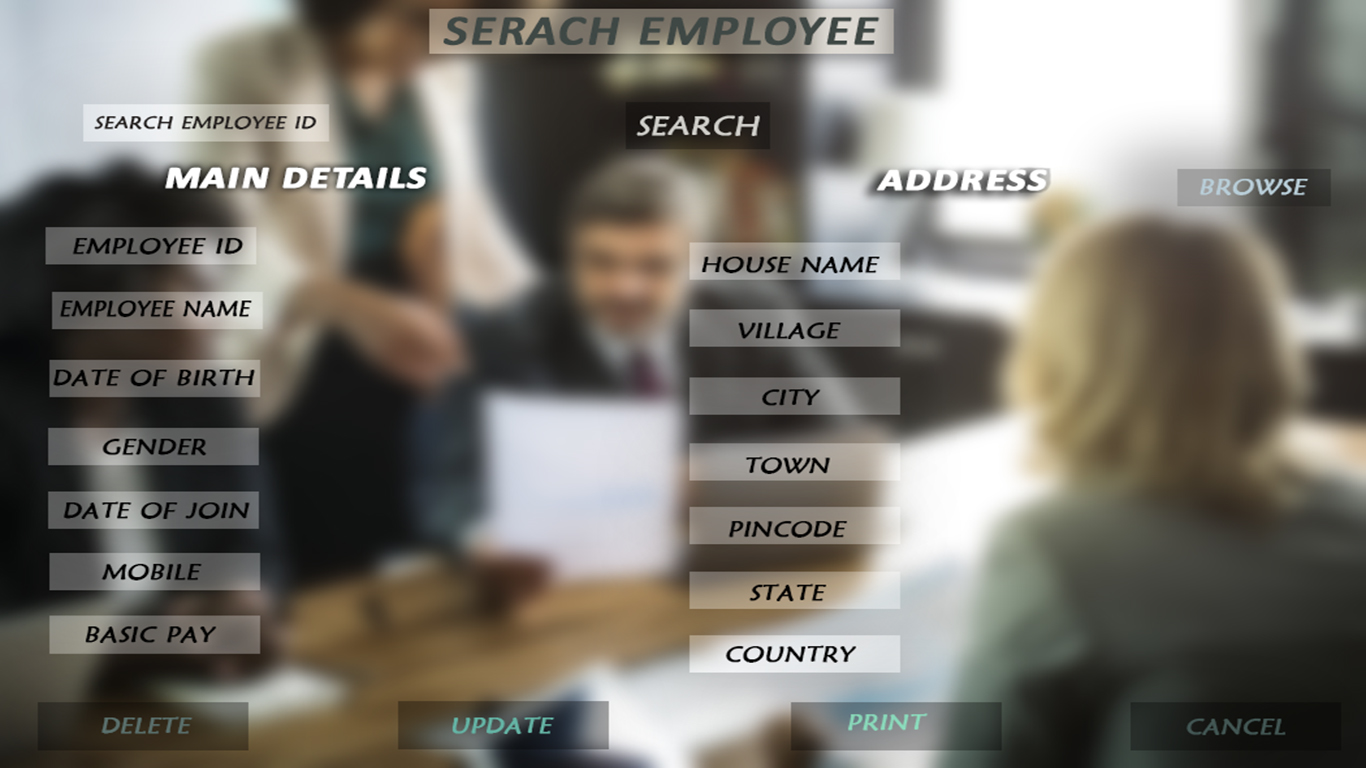 SERACH EMPLOYEE
SEARCH EMPLOYEE ID
SEARCH
MAIN DETAILS
ADDRESS
BROWSE
EMPLOYEE ID
EMPLOYEE NAME
DATE OF BIRTH
GENDER
DATE OF JOIN
MOBILE
BASIC PAY
HOUSE NAME
VILLAGE
CITY
TOWN
PINCODE
STATE
COUNTRY
DELETE
UPDATE
PRINT
CANCEL